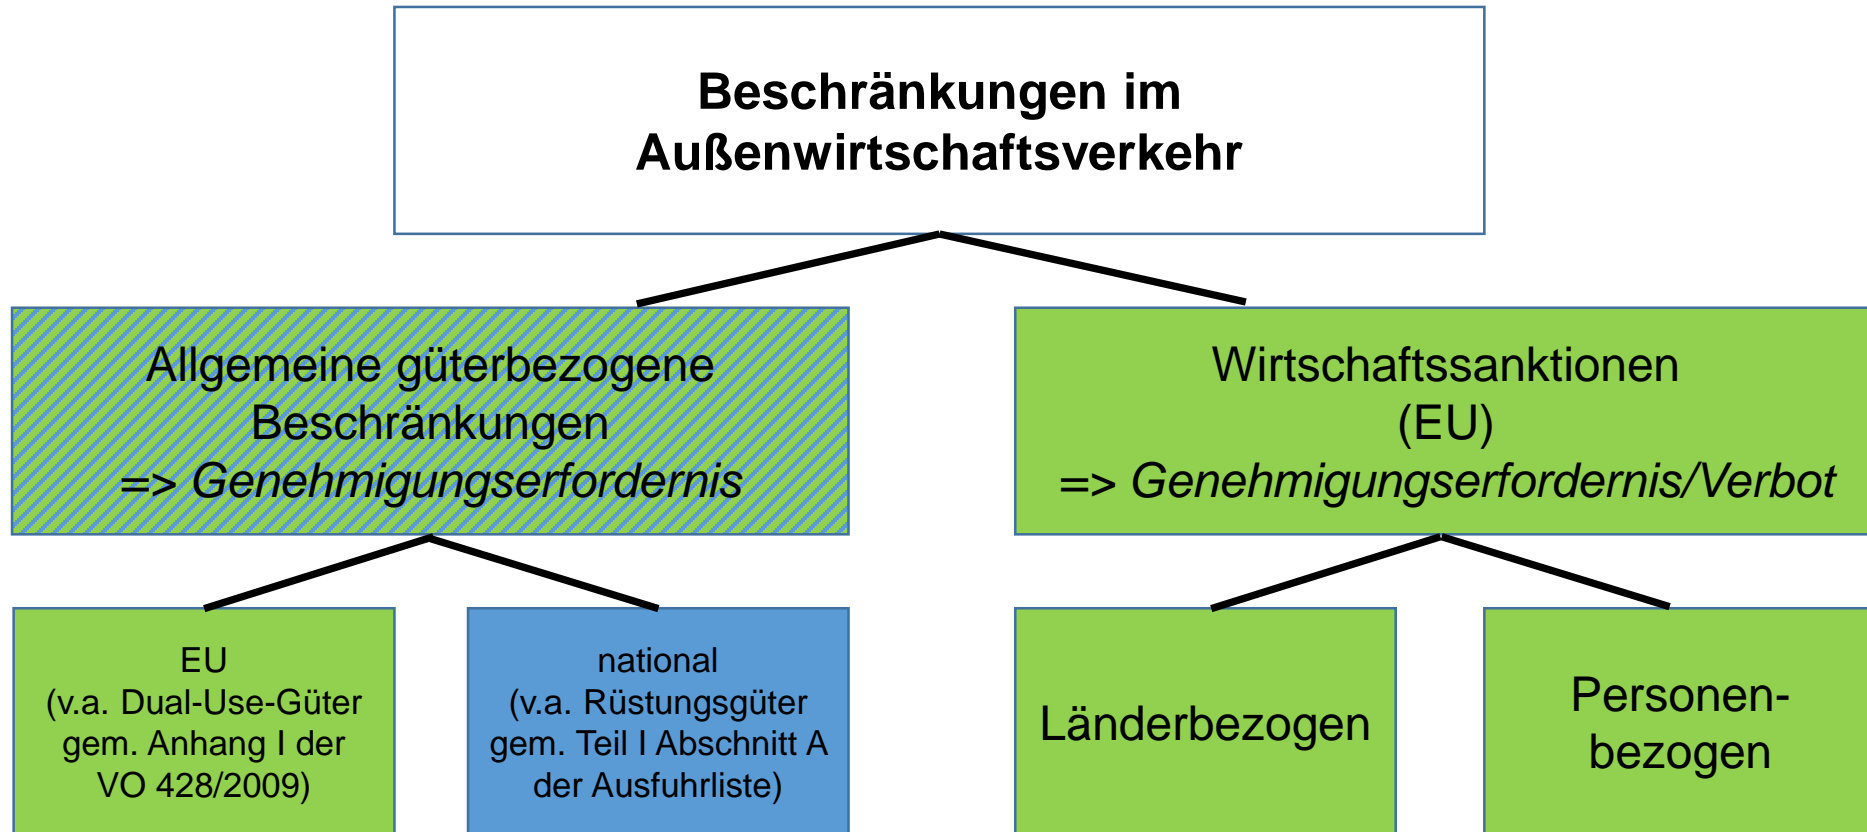 Beschränkungen im
Außenwirtschaftsverkehr
Allgemeine güterbezogene
Beschränkungen
=> Genehmigungserfordernis
Wirtschaftssanktionen
(EU)
=> Genehmigungserfordernis/Verbot
EU
(v.a. Dual-Use-Güter
gem. Anhang I der
VO 428/2009)
national
(v.a. Rüstungsgüter
gem. Teil I Abschnitt A
der Ausfuhrliste)
Länderbezogen
Personen-
bezogen